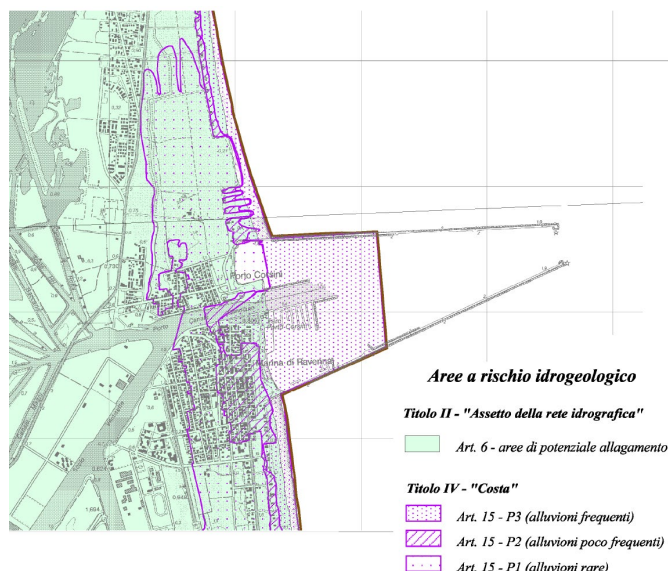 Porto Corsini
Marina di Ravenna
Aree a rischio idrogeologico
Titolo II - "Assetto della rete idrografica"
Art. 6 - aree di potenziale allagamento
Titolo IV - "Costa"
Art. 15 - P3 (alluvioni frequenti)
Art. 15 - P2 (alluvioni poco frequenti)
Art. 15 - P1 (alluvioni rare)